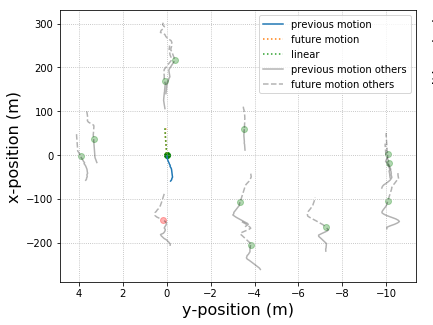 previous motion
future motion
linear
previous motion others
future motion others
x-position (m)
300
200
100
0
−100
−200
4
2
0
−2
−4
−6
−8
−10
y-position (m)